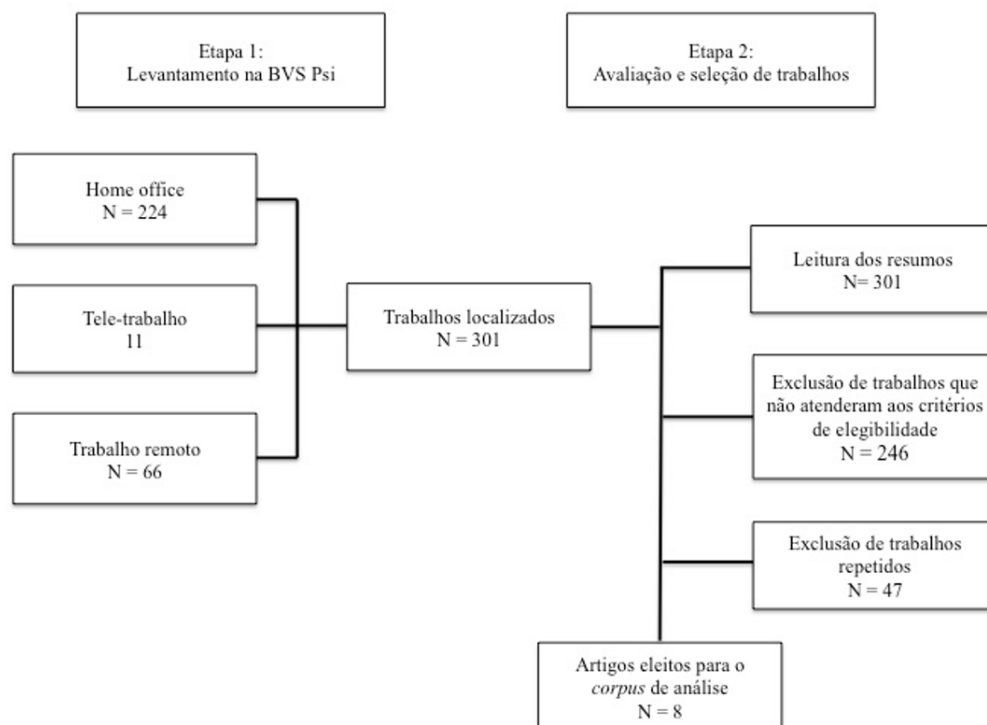 Etapa 1:
Levantamento na BVS Psi
Etapa 2:
Avaliação e seleção de trabalhos
Home office
N = 224
Tele-trabalho
11
Trabalho remoto
N = 66
Trabalhos localizados
N = 301
Leitura dos resumos
N= 301
Exclusão de trabalhos que
não atenderam aos critérios
de elegibilidade
N = 246
Exclusão de trabalhos
repetidos
N = 47
Artigos eleitos para o
corpus de análise
N = 8